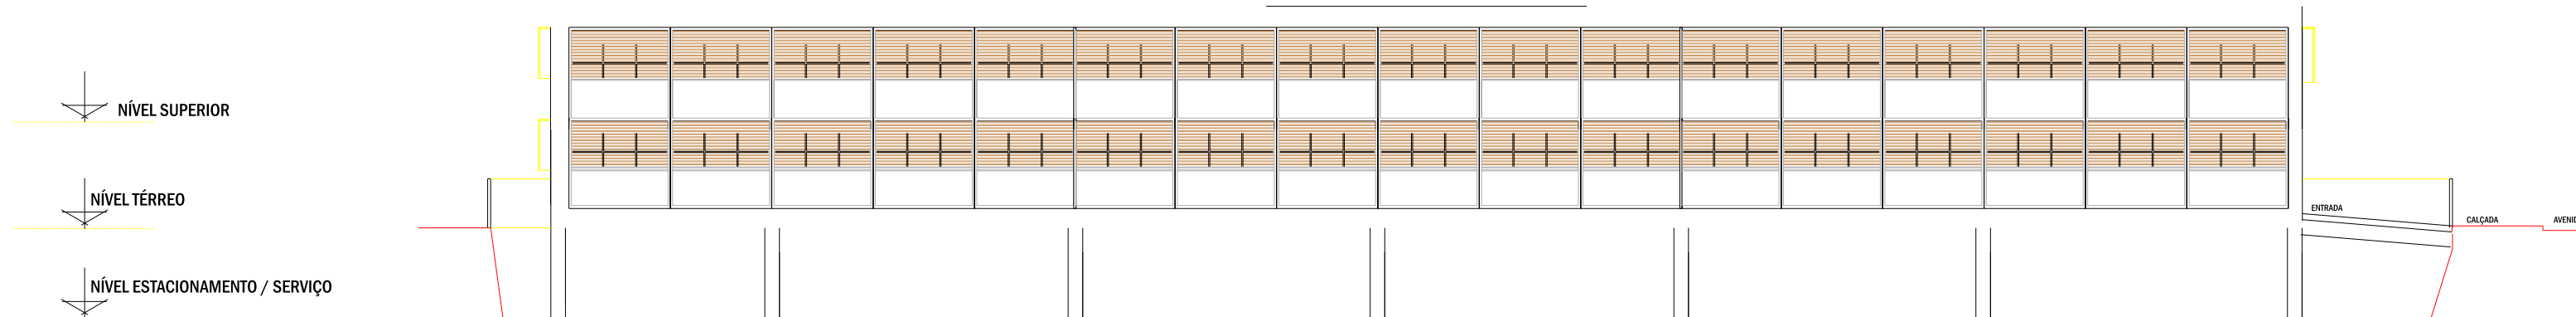 NÍVEL SUPERIOR
NÍVEL TÉRREO
ENTRADA
CALÇADA
NÍVEL ESTACIONAMENTO / SERVIÇO